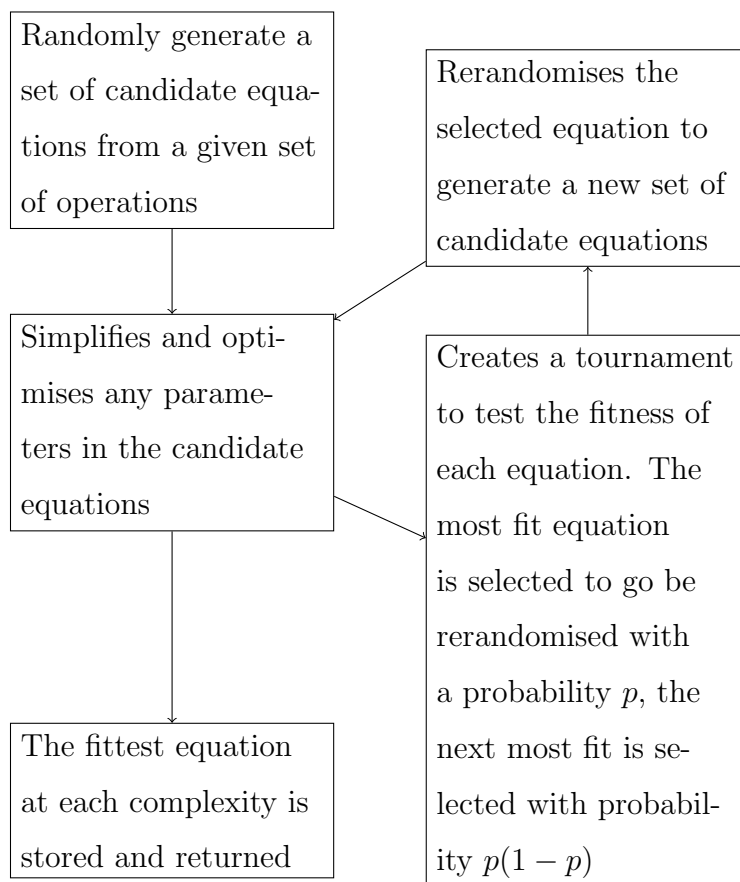 Randomly generate a
set of candidate equa-
tions from a given set
of operations
Rerandomises the
selected equation to
generate a new set of
candidate equations
Simplifies and opti-
mises any parame-
ters in the candidate
equations
Creates a tournament
to test the fitness of
each equation. The
most fit equation
is selected to go be
rerandomised with
a probability p, the
next most fit is se-
lected with probabil-
ity p(1 − p)
The fittest equation
at each complexity is
stored and returned